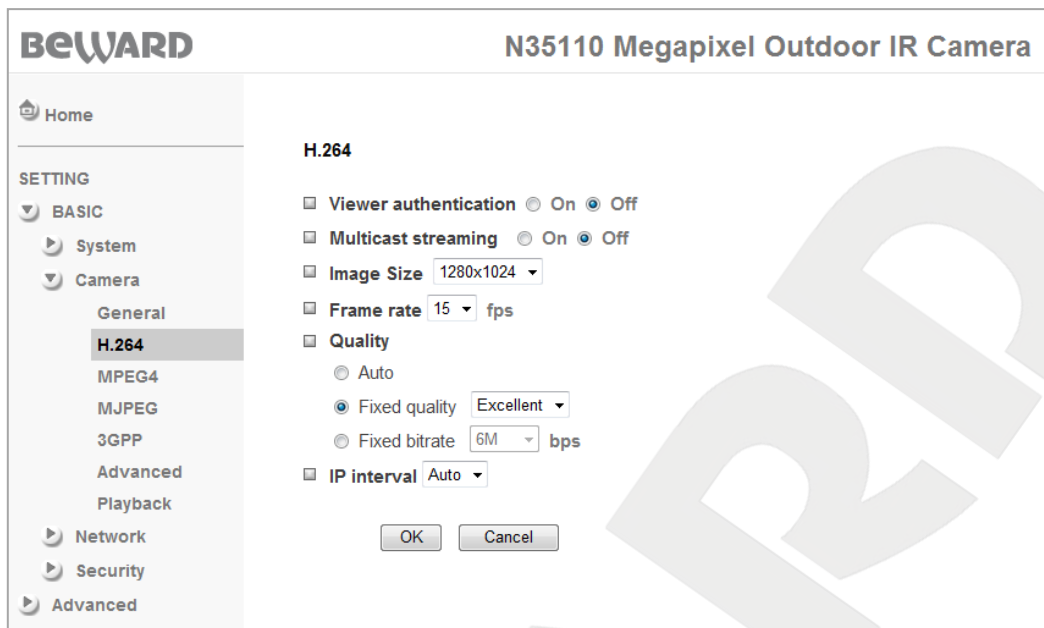 BEWARD
N35110 Megapixel Outdoor IR Camera
Home
SETTING
BASIC
System
Camera
General
H.264
MPEG4
MJPEG
3GPP
Advanced
Playback
Network
Security
Advanced
H.264
Viewer authentication On Off
Multicast streaming On Off
Image Size 1280x1024
Frame rate 15 fps
Quality
Auto
Fixed quality Excellent
Fixed bitrate 6M bps
IP interval Auto
OK Cancel
RD